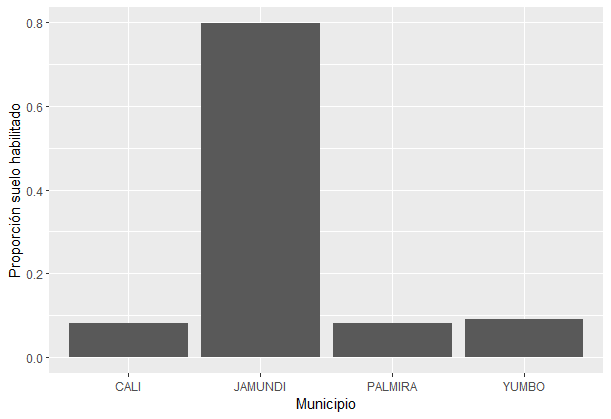 Proporción suelo habilitado
0.8
0.6
0.4
0.2
0.0
CALI
JAMUNDI
PALMIRA
YUMBO
Municipio